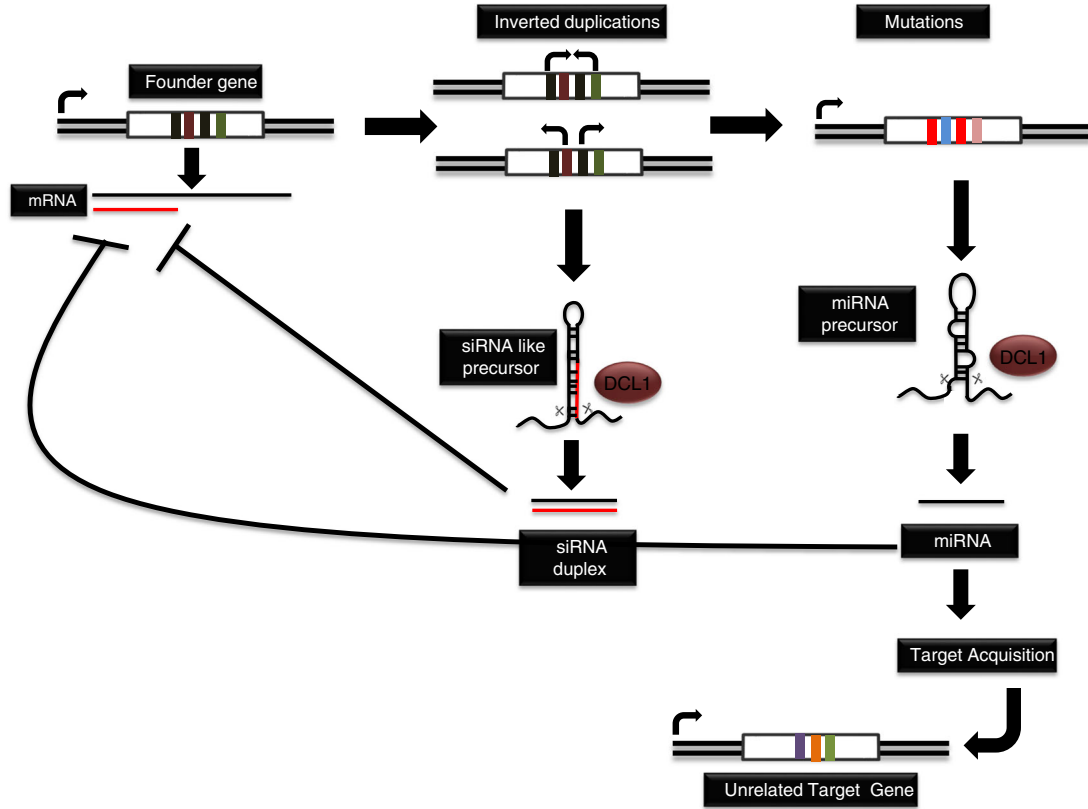 Inverted duplications
Mutations
Founder gene
mRNA
siRNA like
precursor
DCL1
miRNA
precursor
DCL1
siRNA
duplex
miRNA
Target Acquisition
Unrelated Target Gene